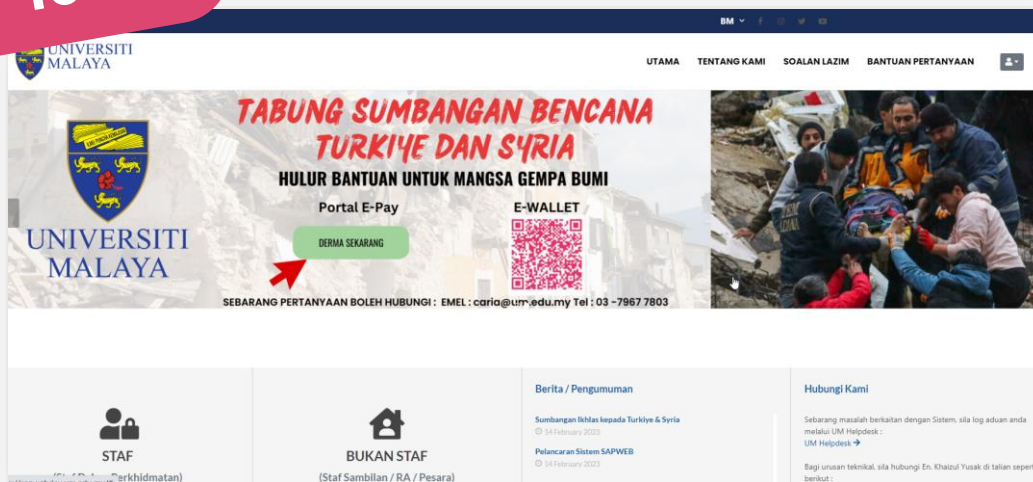 BM
UNIVERSITI
MALAYA
UTAMA TENTANG KAMI SOALAN LAZIM BANTUAN PERTANYAAN
TABUNG SUMBANGAN BENCANA
TURKIYE DAN SYRIA
HULUR BANTUAN UNTUK MANGSA GEMPA BUMI
Portal E-Pay E-WALLET
DERMA SEKARANG
UNIVERSITI
MALAYA
SEBARANG PERTANYAAN BOLEH HUBUNGI : EMEL : caria@um.edu.my Tel : 03 -7967 7803
STAF
BUKAN STAF
(Staf Sambilan / RA / Pesara)
Berita / Pengumuman
Sumbangan Ikhlas kepada Turkiye & Syria
14 February 2023
Pelancaran Sistem SAPWEB
14 February 2023
Hubungi Kami
Sebarang masalah berkaitan dengan Sistem, sila log aduan anda
melalui UM Helpdesk :
UM Helpdesk →
Bagi urusan teknikal, sila hubungi En. Khaizul Yusak di talian
berikut :